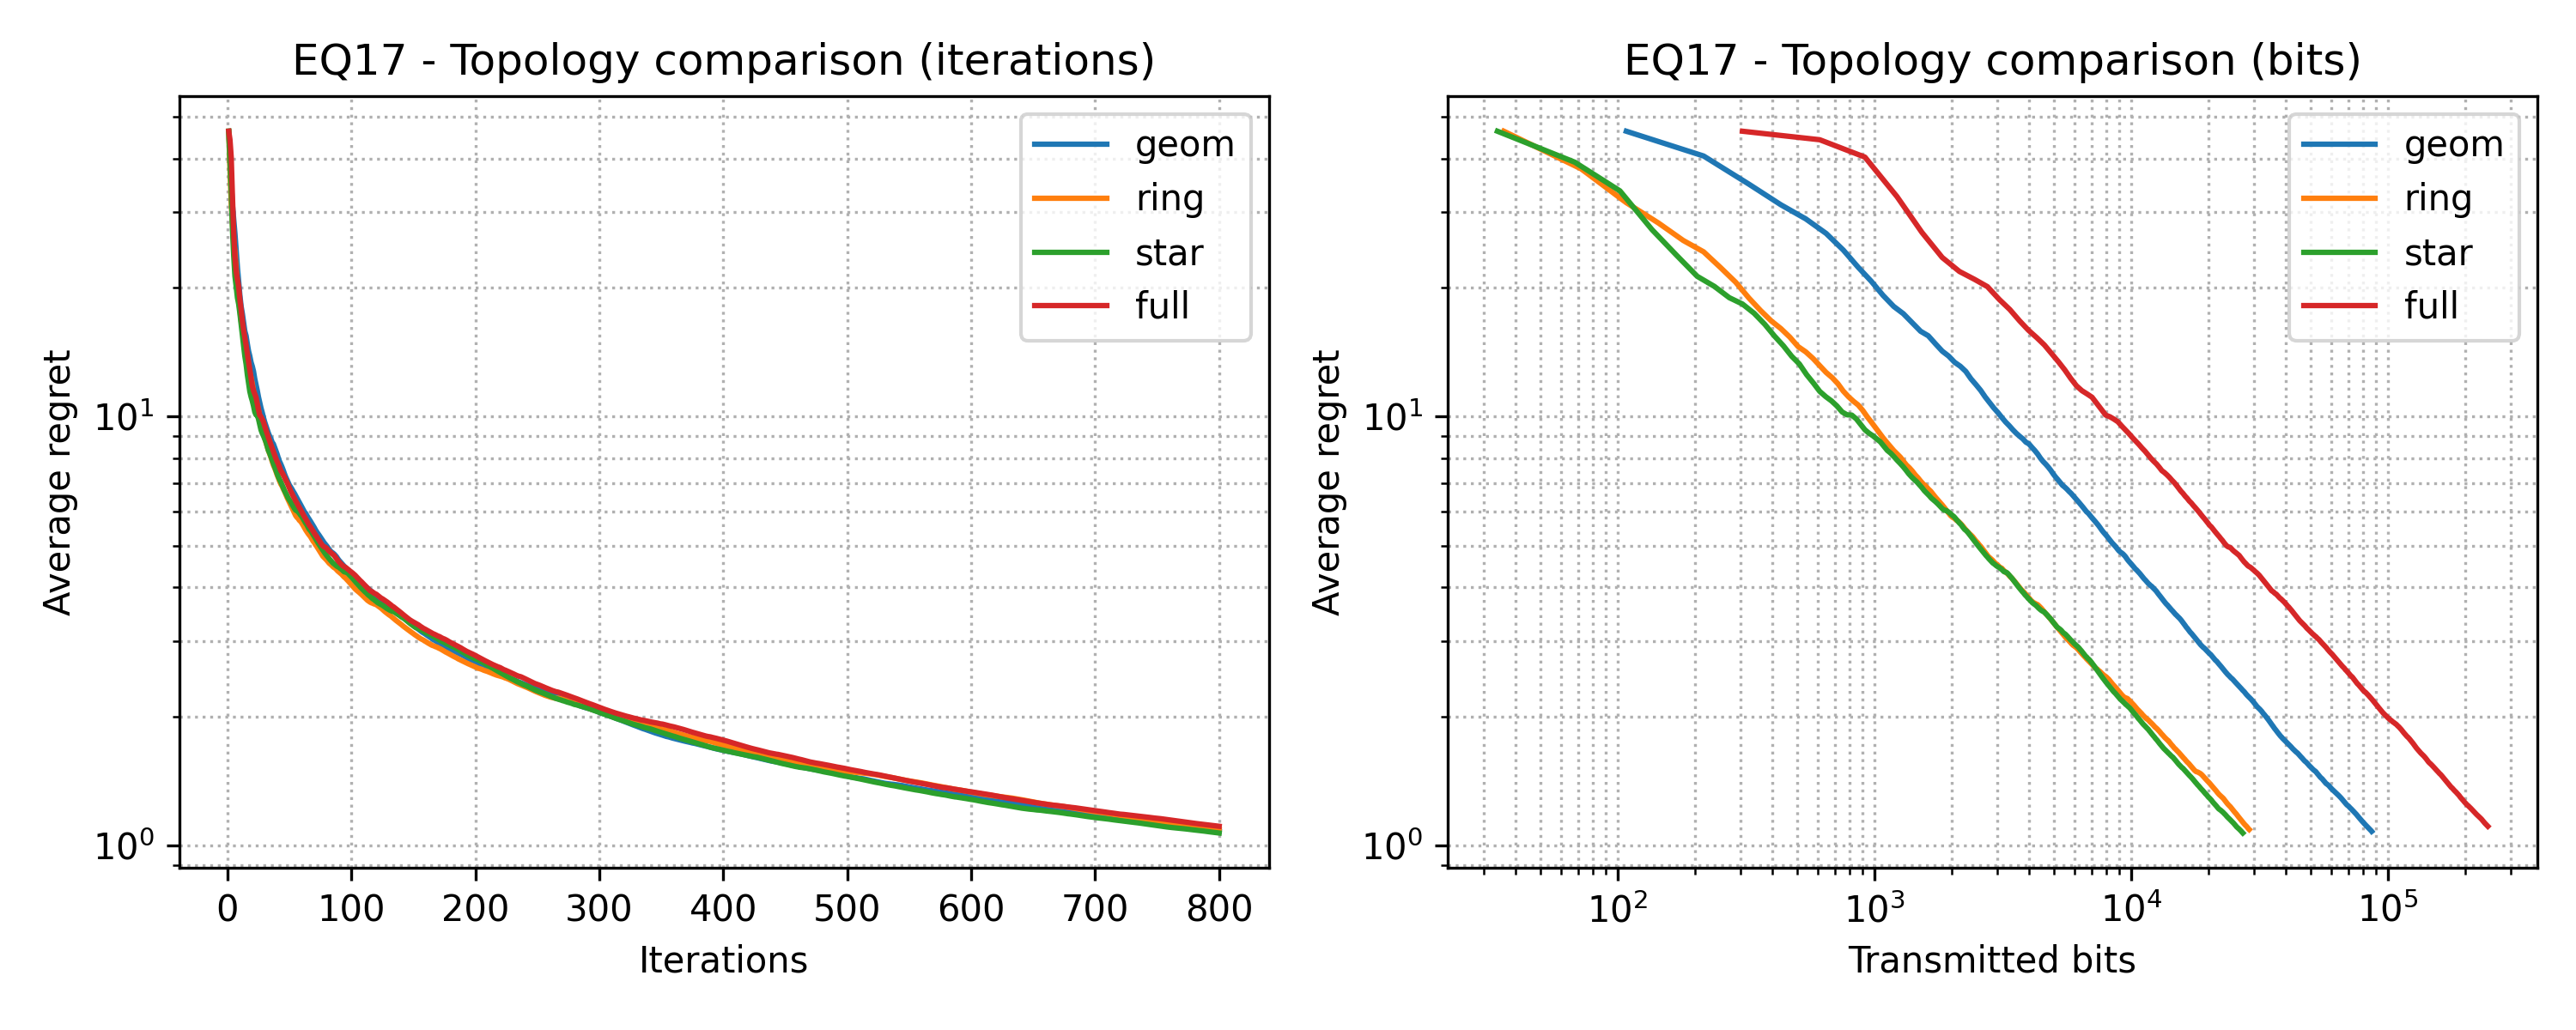 EQ17 - Topology comparison (iterations)
Average regret
10¹
10⁰
0 100 200 300 400 500 600 700 800
Iterations
geom
ring
star
full
EQ17 - Topology comparison (bits)
Average regret
10¹
10⁰
10² 10³ 10⁴ 10⁵
Transmitted bits
geom
ring
star
full